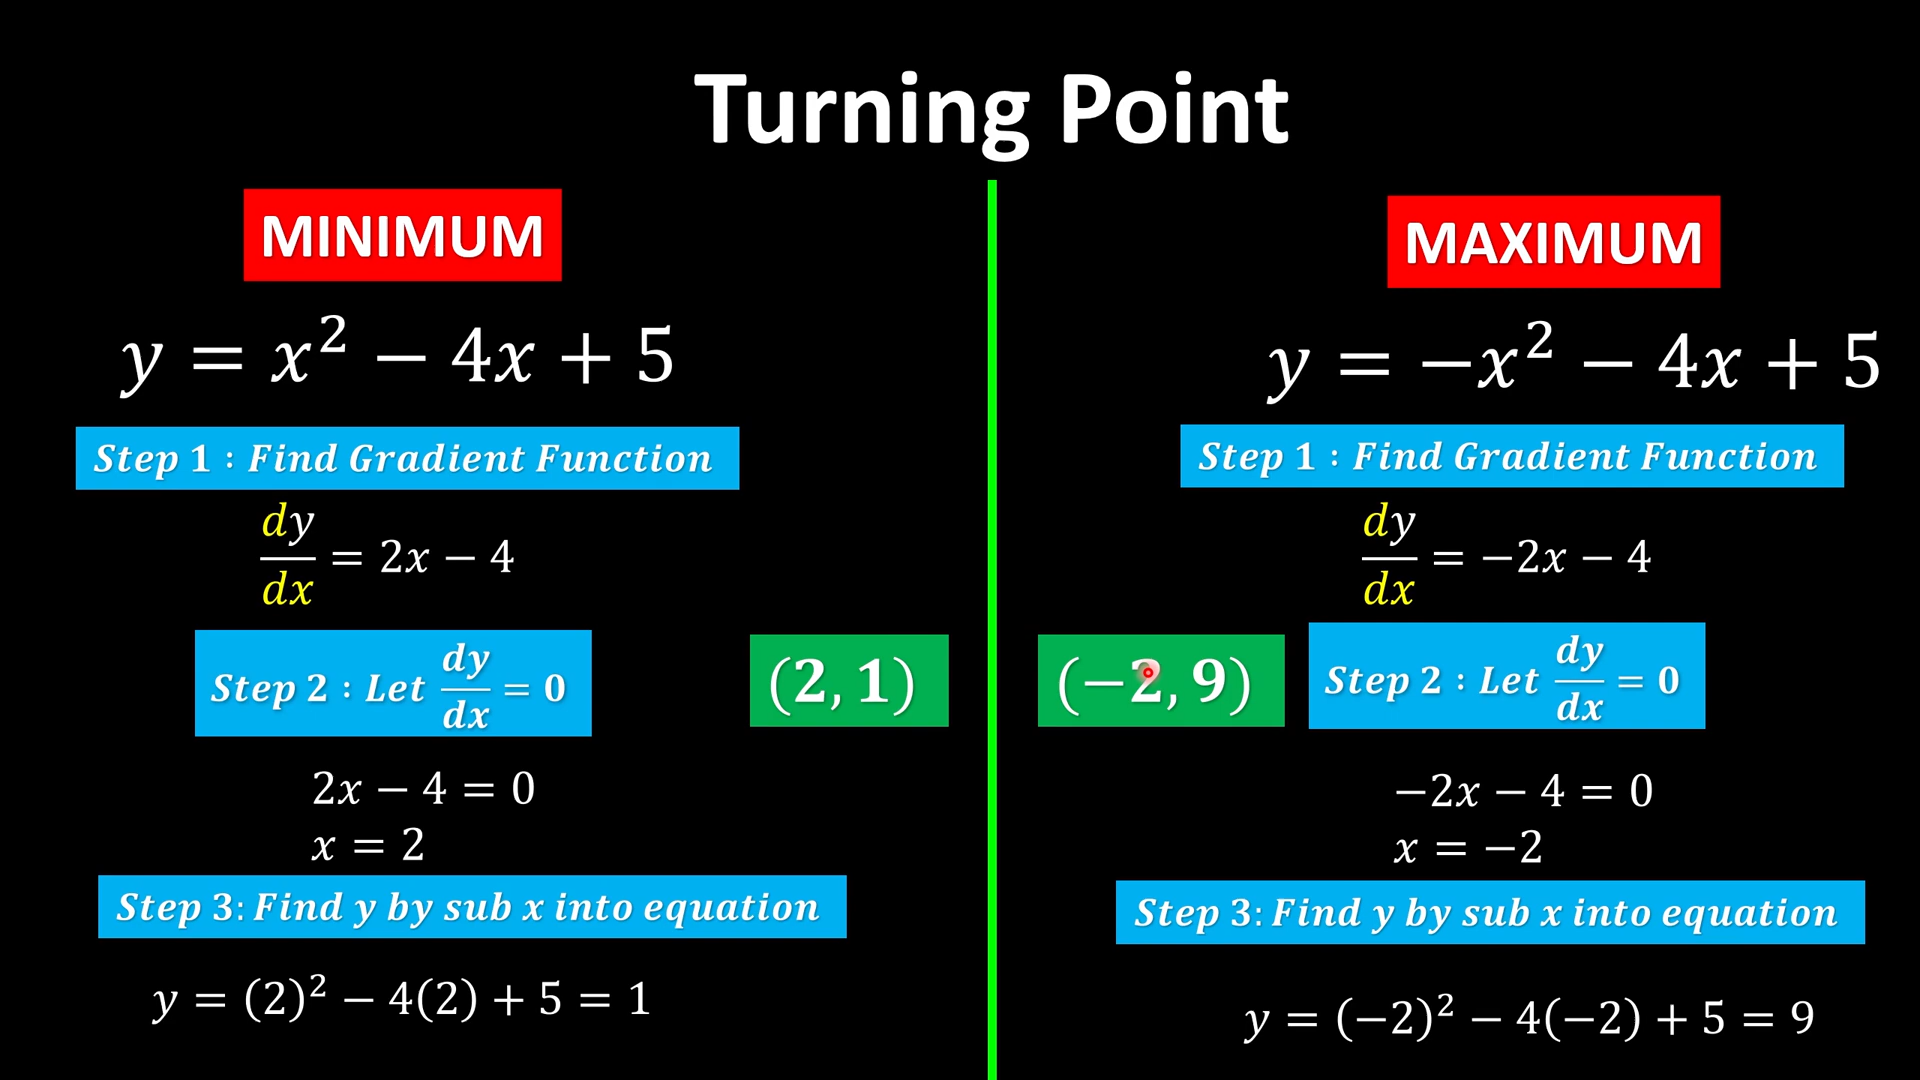 Turning Point
MINIMUM
y = x² − 4x + 5
Step 1 : Find Gradient Function
dy/dx = 2x − 4
Step 2 : Let dy/dx = 0
(2, 1)
2x − 4 = 0
x = 2
Step 3: Find y by sub x into equation
y = (2)² − 4(2) + 5 = 1
MAXIMUM
y = −x² − 4x + 5
Step 1 : Find Gradient Function
dy/dx = −2x − 4
(−2, 9)
Step 2 : Let dy/dx = 0
−2x − 4 = 0
x = −2
Step 3: Find y by sub x into equation
y = (−2)² − 4(−2) + 5 = 9